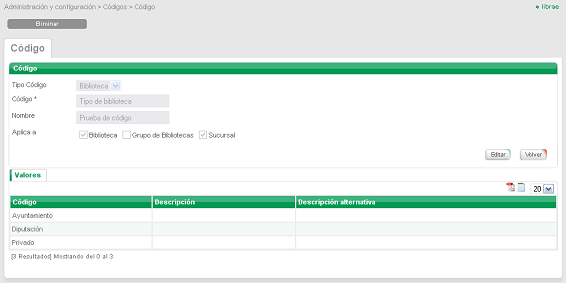 Administración y configuración > Códigos > Código
librae
Eliminar
Código
Código
Tipo Código Biblioteca
Código * Tipo de biblioteca
Nombre Prueba de código
Aplica a Biblioteca Grupo de Bibliotecas Sucursal
Editar Volver
Valores
20
Código Descripción Descripción alternativa
Ayuntamiento
Diputación
Privado
[3 Resultados] Mostrando del 0 al 3